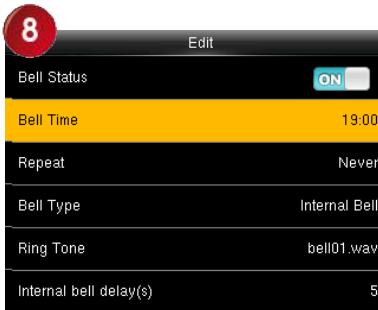 8
Edit
Bell Status ON
Bell Time 19:00
Repeat Never
Bell Type Internal Bell
Ring Tone bell01.wav
Internal bell delay(s) 5